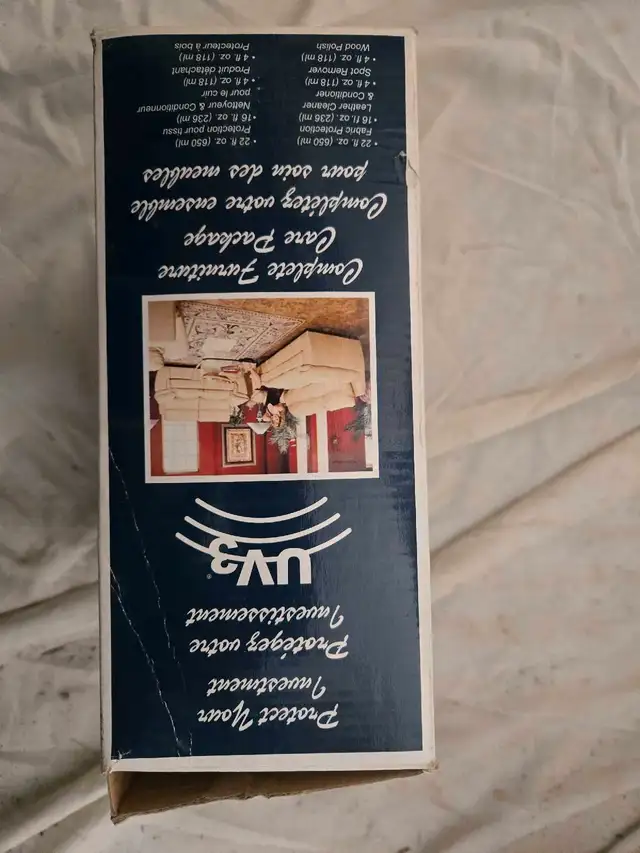 Protect Your
Investment
Protégez votre
Investissement
UV3®
Complete Furniture
Care Package
Complétez votre ensemble
pour soin des meubles
• 22 fl. oz. (650 ml)
Fabric Protection
• 16 fl. oz. (236 ml)
Leather Cleaner
& Conditioner
• 4 fl. oz. (118 ml)
Spot Remover
• 4 fl. oz. (118 ml)
Wood Polish
• 22 fl. oz. (650 ml)
Protection pour tissu
• 16 fl. oz. (236 ml)
Nettoyeur & Conditionneur
pour le cuir
• 4 fl. oz. (118 ml)
Produit détachant
• 4 fl. oz. (118 ml)
Protecteur à bois